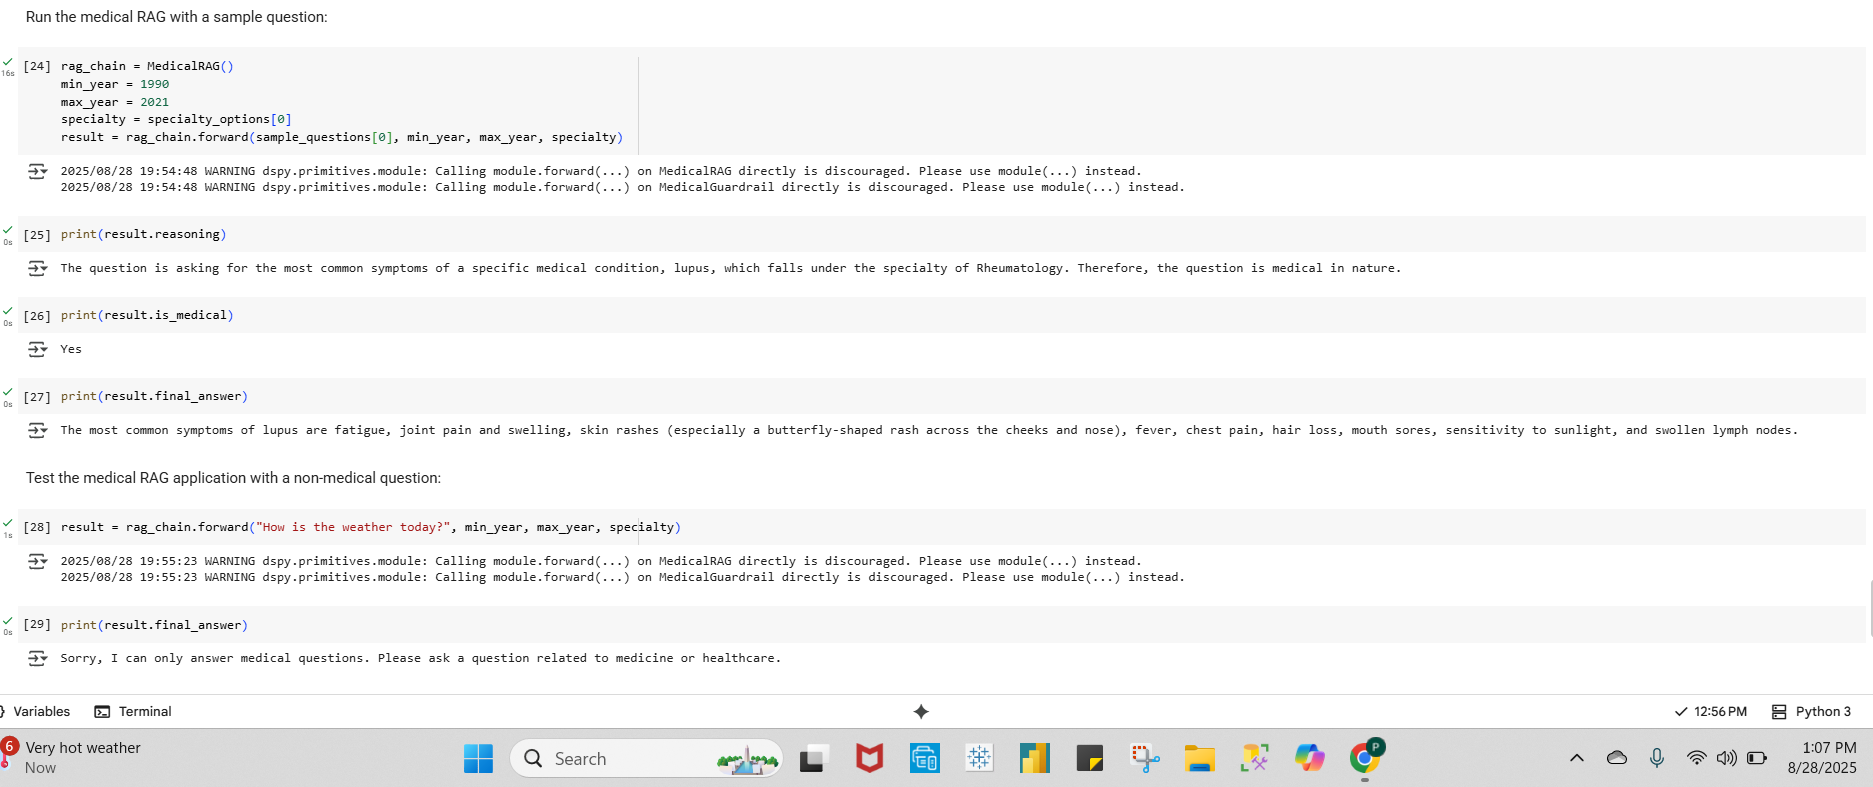 Run the medical RAG with a sample question:
16s
[24] rag_chain = MedicalRAG()
min_year = 1990
max_year = 2021
specialty = specialty_options[0]
result = rag_chain.forward(sample_questions[0], min_year, max_year, specialty)
2025/08/28 19:54:48 WARNING dspy.primitives.module: Calling module.forward(...) on MedicalRAG directly is discouraged. Please use module(...) instead.
2025/08/28 19:54:48 WARNING dspy.primitives.module: Calling module.forward(...) on MedicalGuardrail directly is discouraged. Please use module(...) instead.
0s
[25] print(result.reasoning)
The question is asking for the most common symptoms of a specific medical condition, lupus, which falls under the specialty of Rheumatology. Therefore, the question is medical in nature.
0s
[26] print(result.is_medical)
Yes
0s
[27] print(result.final_answer)
The most common symptoms of lupus are fatigue, joint pain and swelling, skin rashes (especially a butterfly-shaped rash across the cheeks and nose), fever, chest pain, hair loss, mouth sores, sensitivity to sunlight, and swollen lymph nodes.
Test the medical RAG application with a non-medical question:
1s
[28] result = rag_chain.forward("How is the weather today?", min_year, max_year, specialty)
2025/08/28 19:55:23 WARNING dspy.primitives.module: Calling module.forward(...) on MedicalRAG directly is discouraged. Please use module(...) instead.
2025/08/28 19:55:23 WARNING dspy.primitives.module: Calling module.forward(...) on MedicalGuardrail directly is discouraged. Please use module(...) instead.
0s
[29] print(result.final_answer)
Sorry, I can only answer medical questions. Please ask a question related to medicine or healthcare.
Variables Terminal 12:56 PM Python 3
6 Very hot weather
Now
Search
P
1:07 PM
8/28/2025